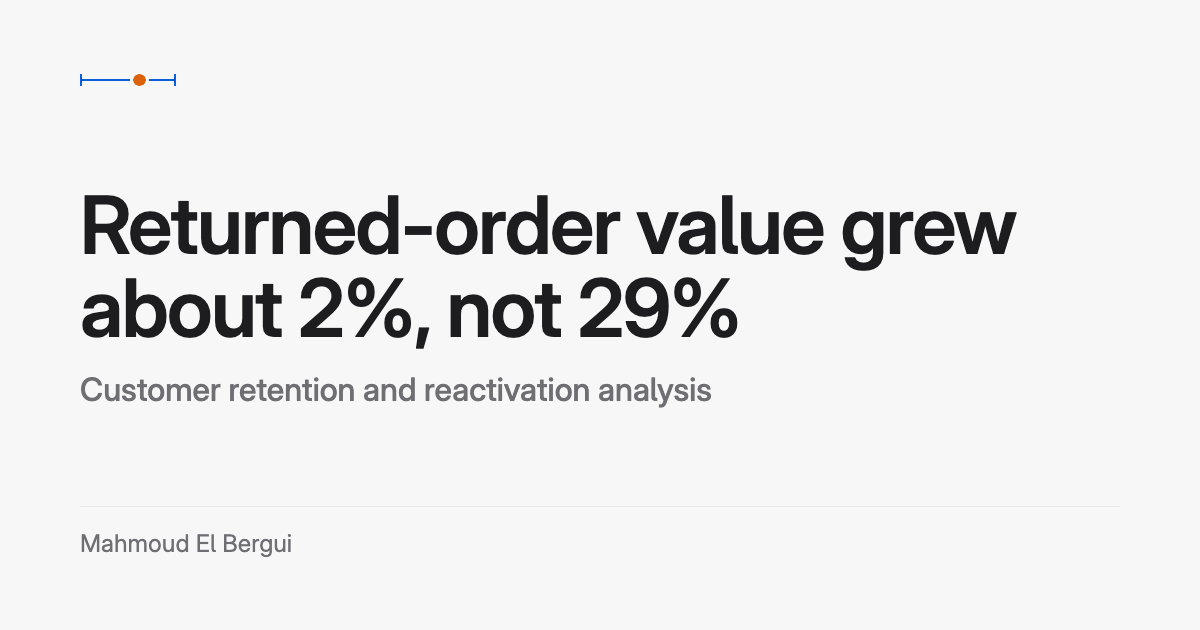 Returned-order value grew
about 2%, not 29%
Customer retention and reactivation analysis
Mahmoud El Bergui